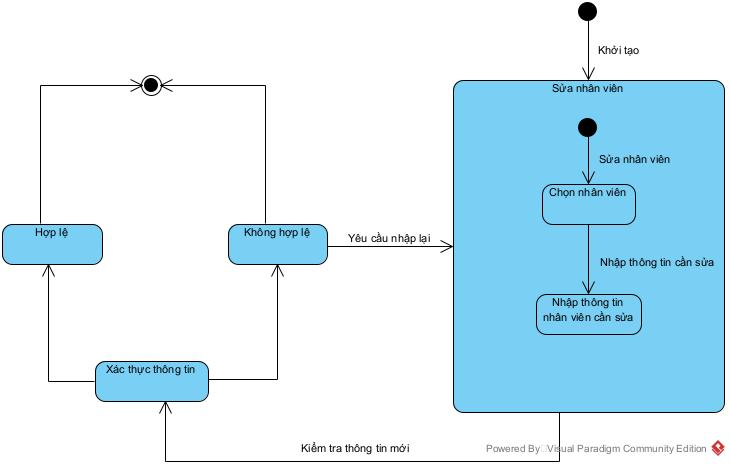 Khởi tạo
Sửa nhân viên
Sửa nhân viên
Chọn nhân viên
Nhập thông tin cần sửa
Nhập thông tin
nhân viên cần sửa
Hợp lệ
Không hợp lệ
Yêu cầu nhập lại
Xác thực thông tin
Kiểm tra thông tin mới
Powered By Visual Paradigm Community Edition